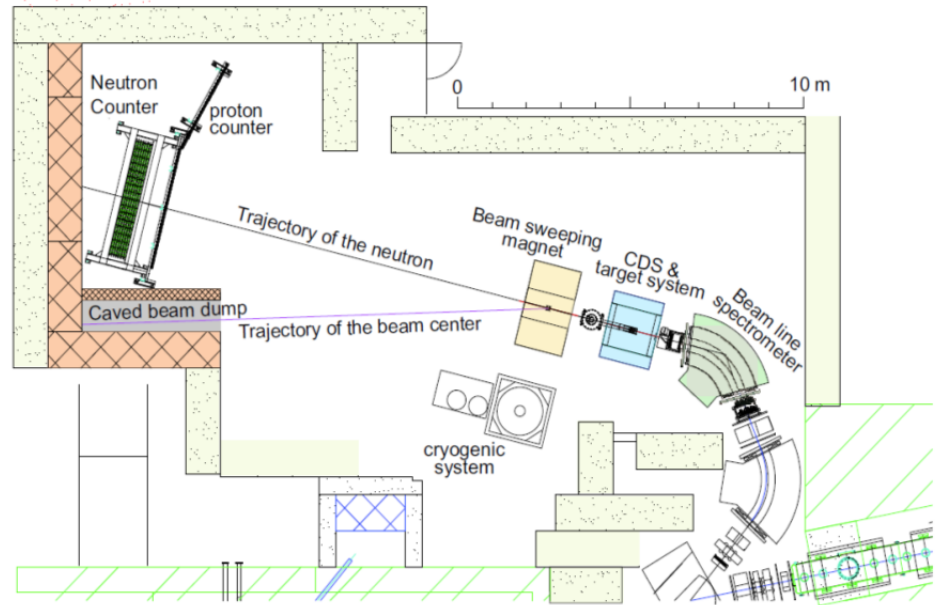 0
10 m
Neutron
Counter
proton
counter
Trajectory of the neutron
Beam sweeping
magnet
CDS &
target system
Beam line
spectrometer
Caved beam dump
Trajectory of the beam center
cryogenic
system